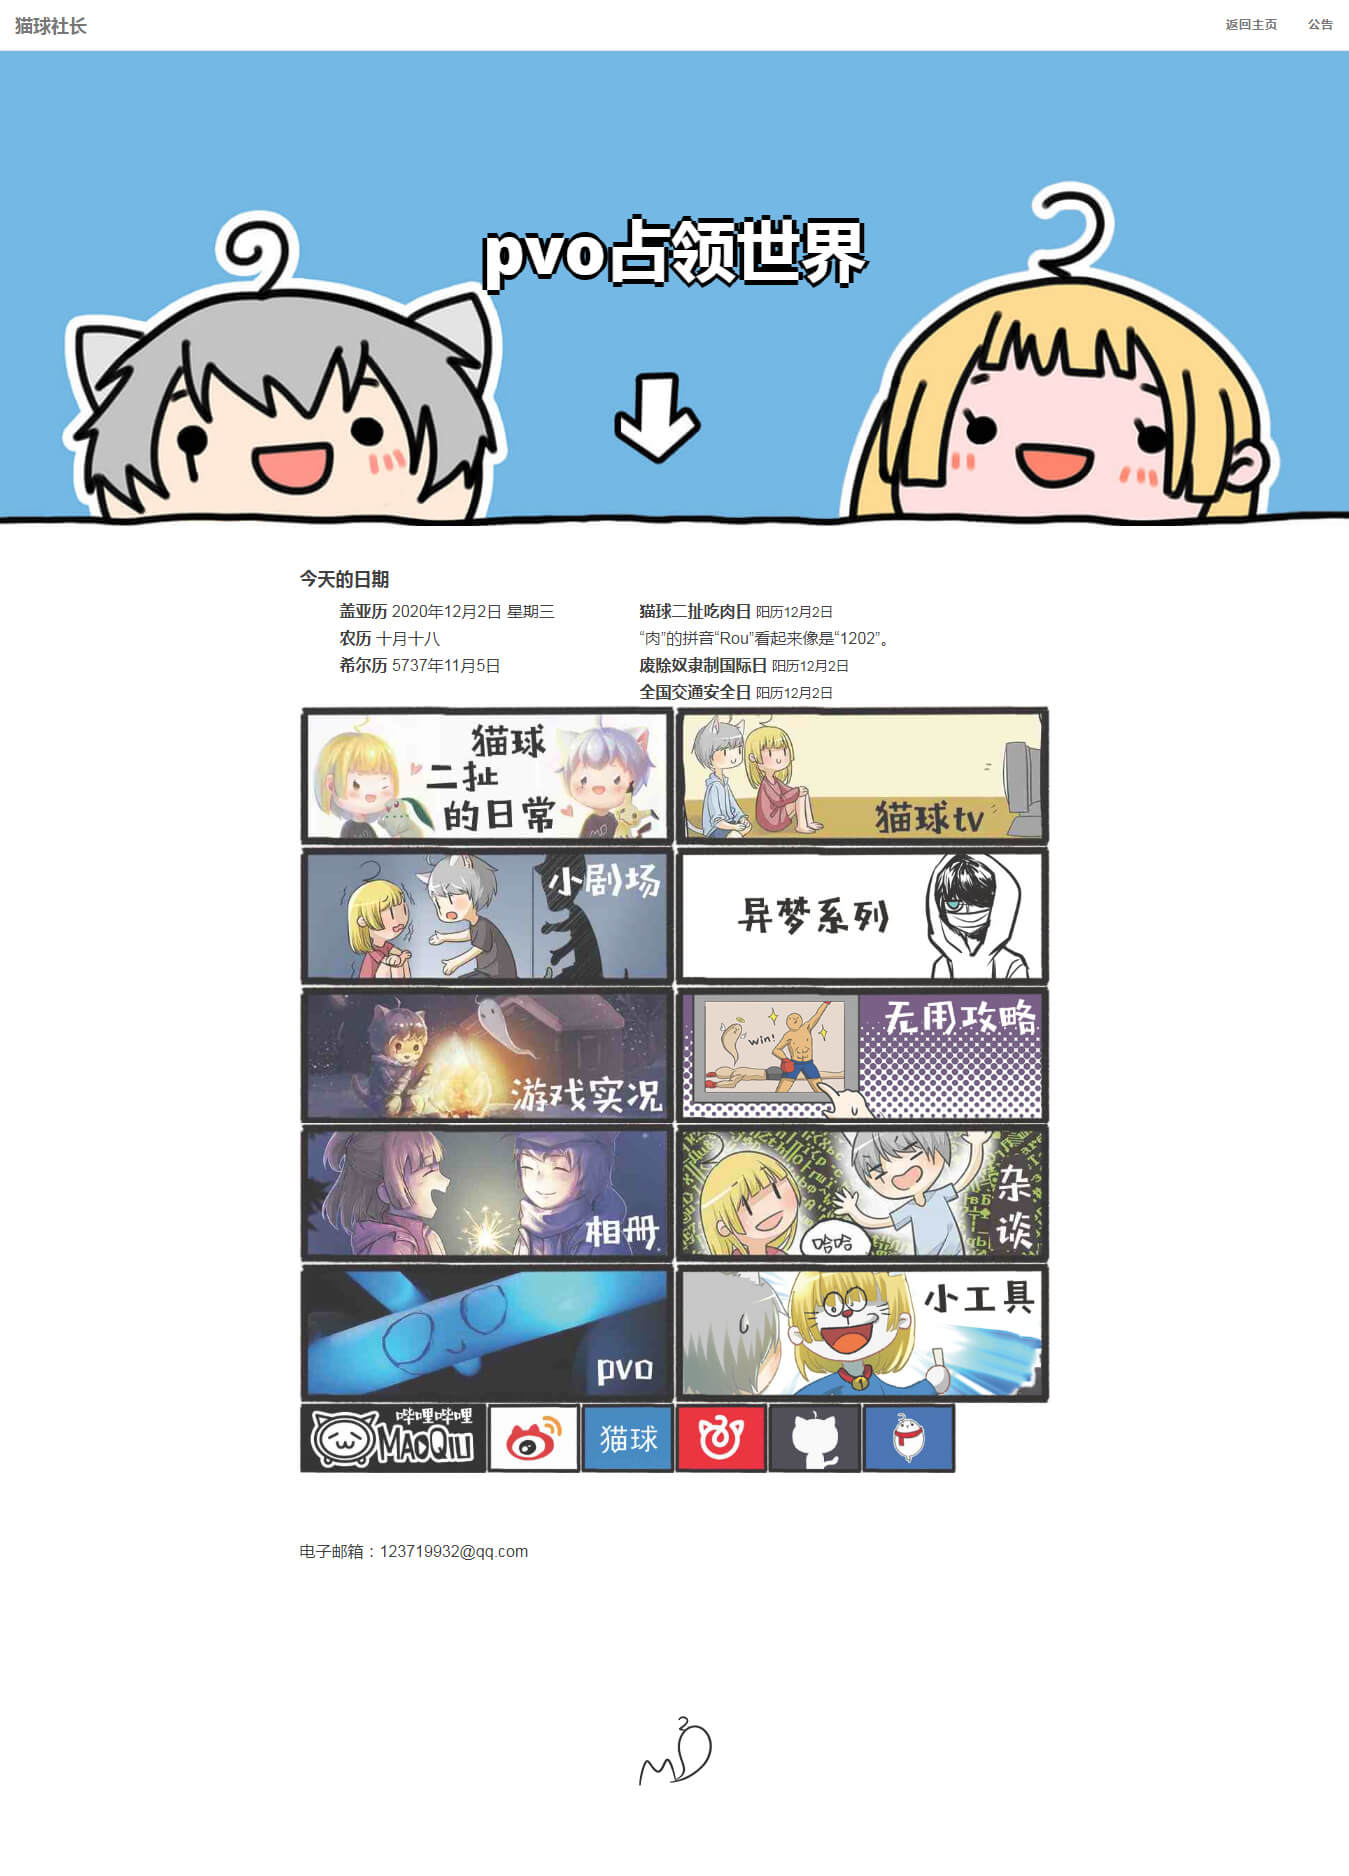 猫球社长
返回主页 公告
pvo占领世界
今天的日期
盖亚历 2020年12月2日 星期三
农历 十月十八
希尔历 5737年11月5日
猫球二扯吃肉日 阳历12月2日
“肉”的拼音“Rou”看起来像是“1202”。
废除奴隶制国际日 阳历12月2日
全国交通安全日 阳历12月2日
猫球
二扯
的日常
猫球tv
小剧场
异梦系列
游戏实况
win!
无用攻略
相册
哈哈
杂
谈
pvo
小工具
哔哩哔哩
MAOQIU
猫球
电子邮箱：123719932@qq.com